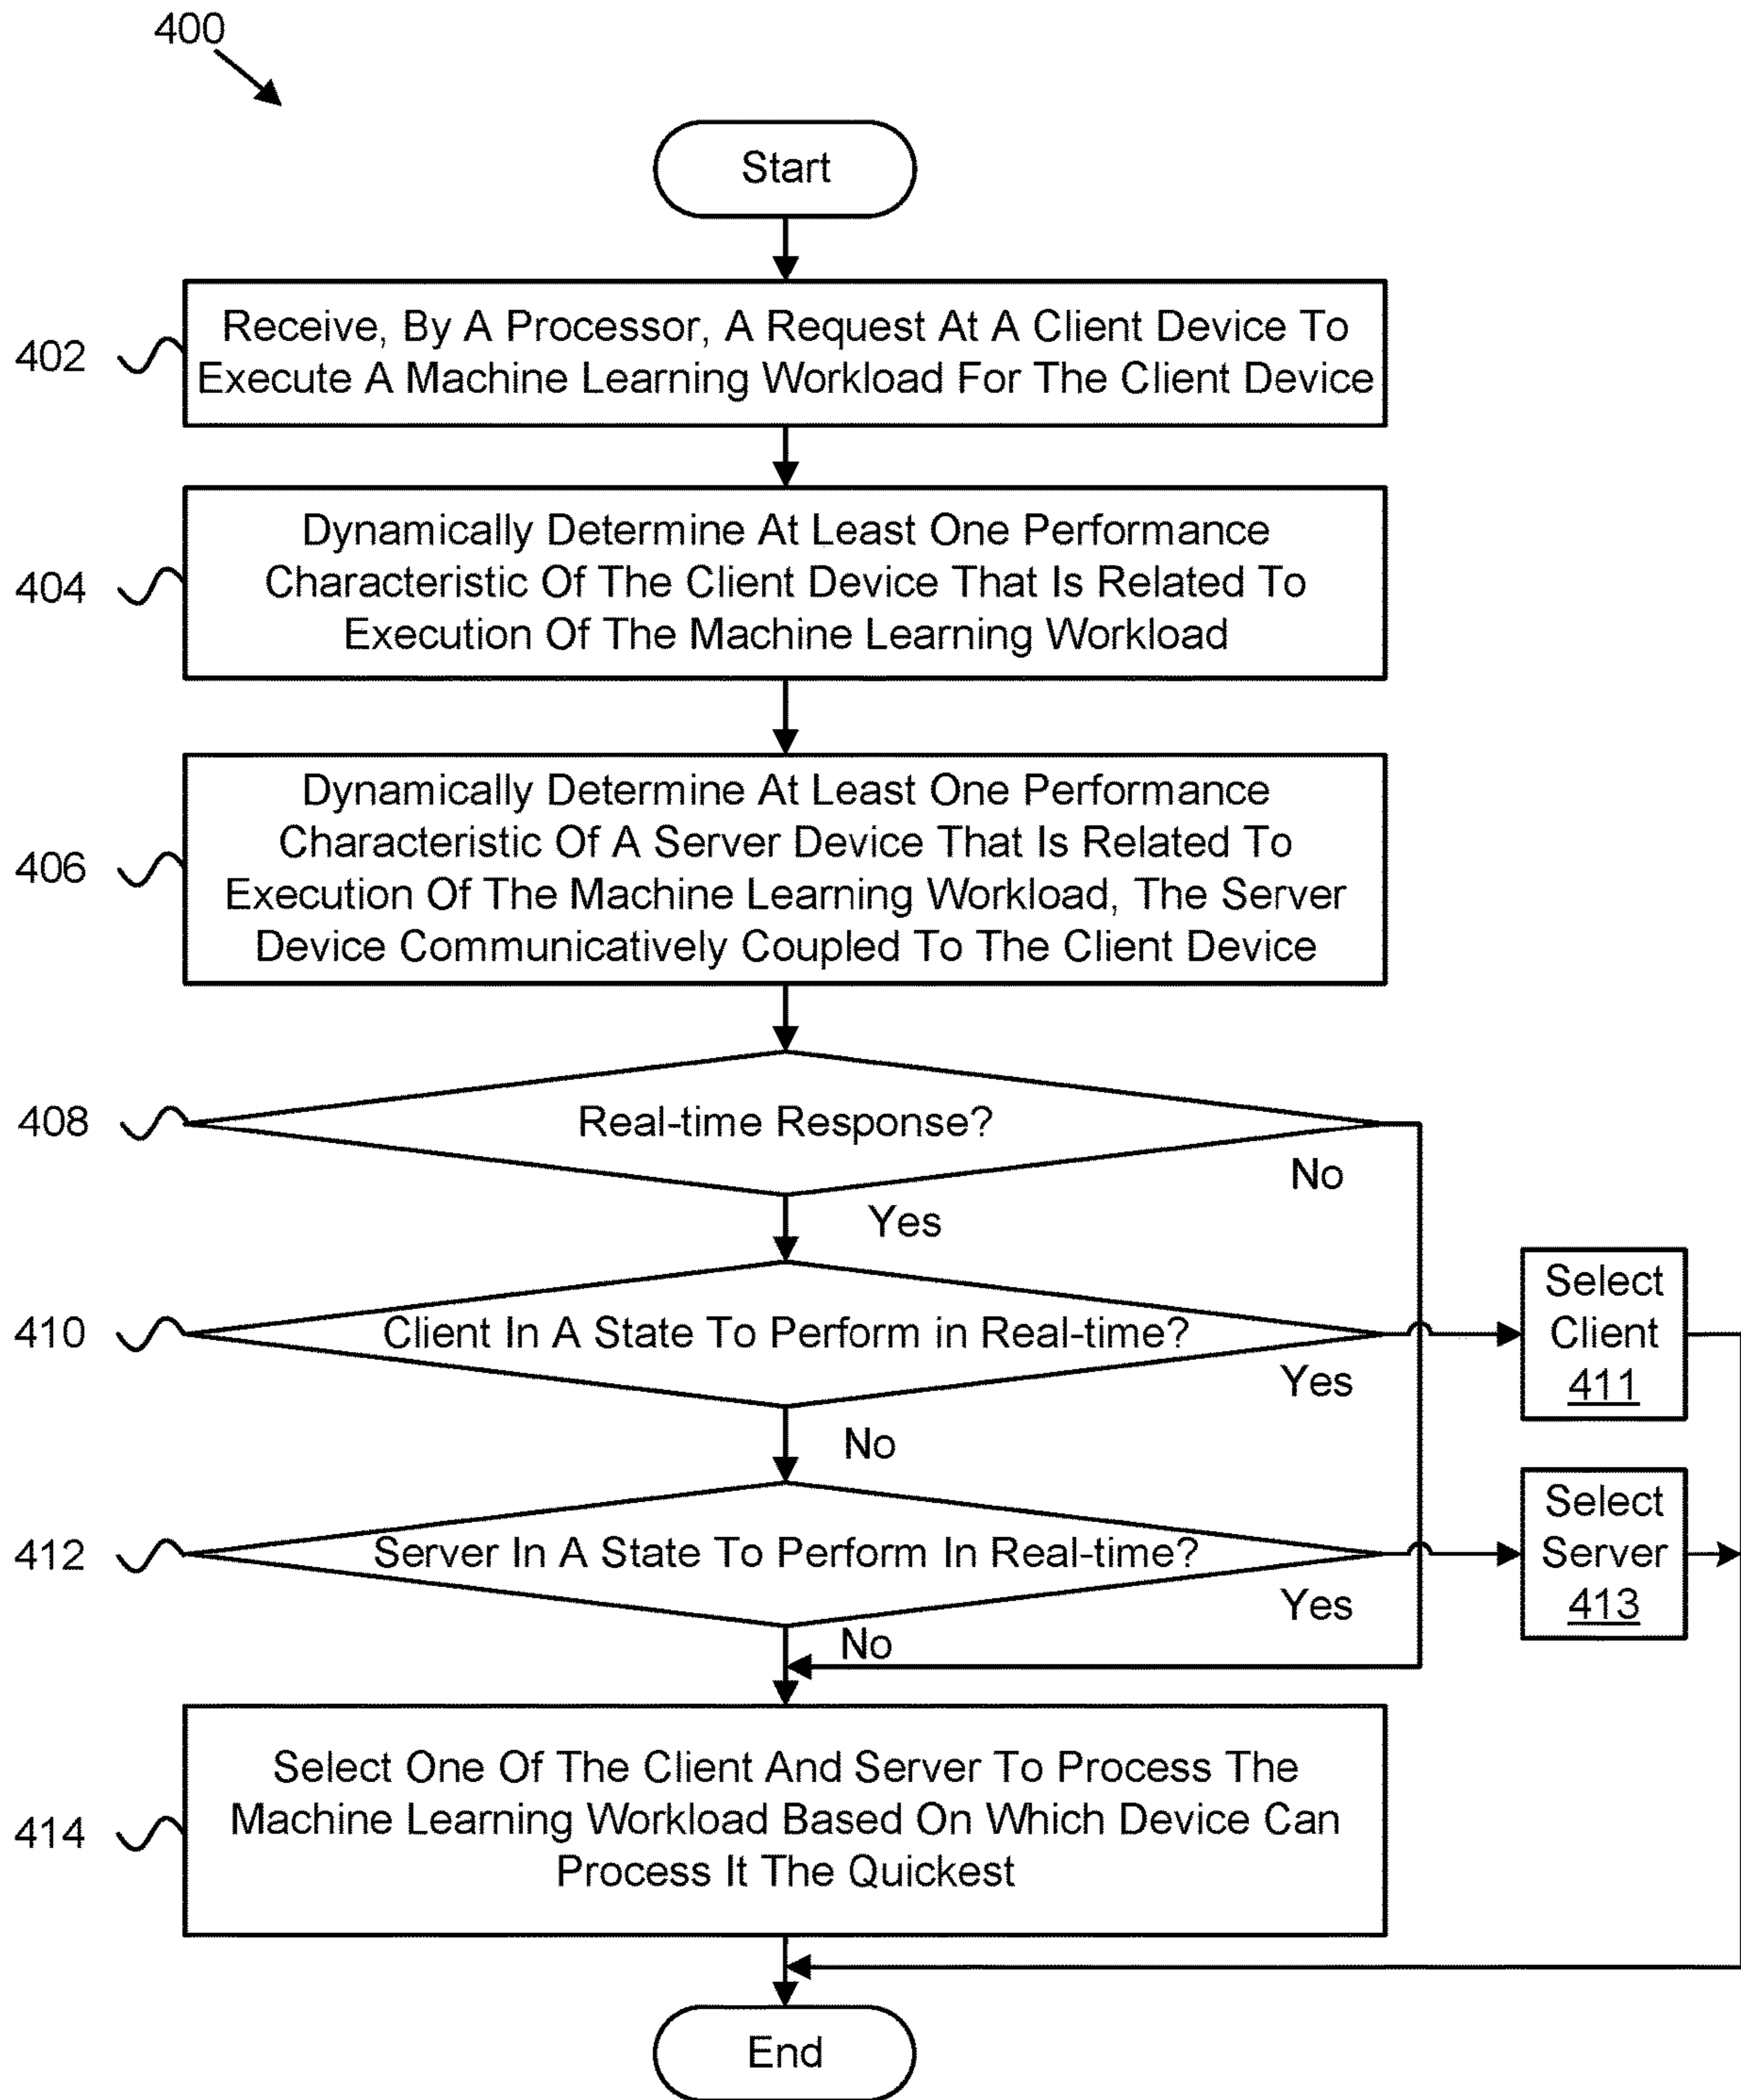 400
Start
402
Receive, By A Processor, A Request At A Client Device To
Execute A Machine Learning Workload For The Client Device
404
Dynamically Determine At Least One Performance
Characteristic Of The Client Device That Is Related To
Execution Of The Machine Learning Workload
406
Dynamically Determine At Least One Performance
Characteristic Of A Server Device That Is Related To
Execution Of The Machine Learning Workload, The Server
Device Communicatively Coupled To The Client Device
408
Real-time Response?
No
Yes
410
Client In A State To Perform in Real-time?
Yes
Select
Client
411
No
412
Server In A State To Perform In Real-time?
Yes
Select
Server
413
No
414
Select One Of The Client And Server To Process The
Machine Learning Workload Based On Which Device Can
Process It The Quickest
End